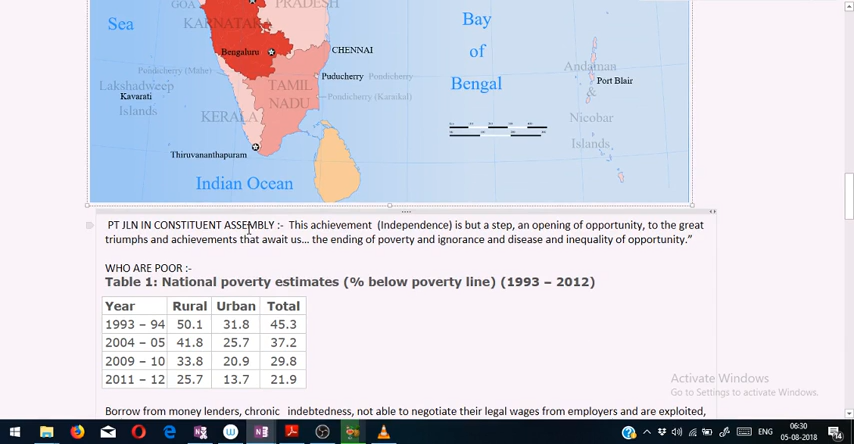 GOA
PRADESH
Sea
KARNATAKA
Bay
of
Bengal
Bengaluru
CHENNAI
Pondicherry (Mahe)
Puducherry Pondicherry
Lakshadweep
Islands
Kavarati
TAMIL
NADU
Pondicherry (Karaikal)
KERALA
Andaman
&
Nicobar
Islands
Port Blair
Thiruvananthapuram
Indian Ocean
PT JLN IN CONSTITUENT ASSEMBLY :- This achievement (Independence) is but a step, an opening of opportunity, to the great
triumphs and achievements that await us... the ending of poverty and ignorance and disease and inequality of opportunity.”
WHO ARE POOR :-
Table 1: National poverty estimates (% below poverty line) (1993 – 2012)
Year Rural Urban Total
1993 – 94 50.1 31.8 45.3
2004 – 05 41.8 25.7 37.2
2009 – 10 33.8 20.9 29.8
2011 – 12 25.7 13.7 21.9
Activate Windows
Go to Settings to activate Windows.
Borrow from money lenders, chronic indebtedness, not able to negotiate their legal wages from employers and are exploited,
ENG
06:30
05-08-2018